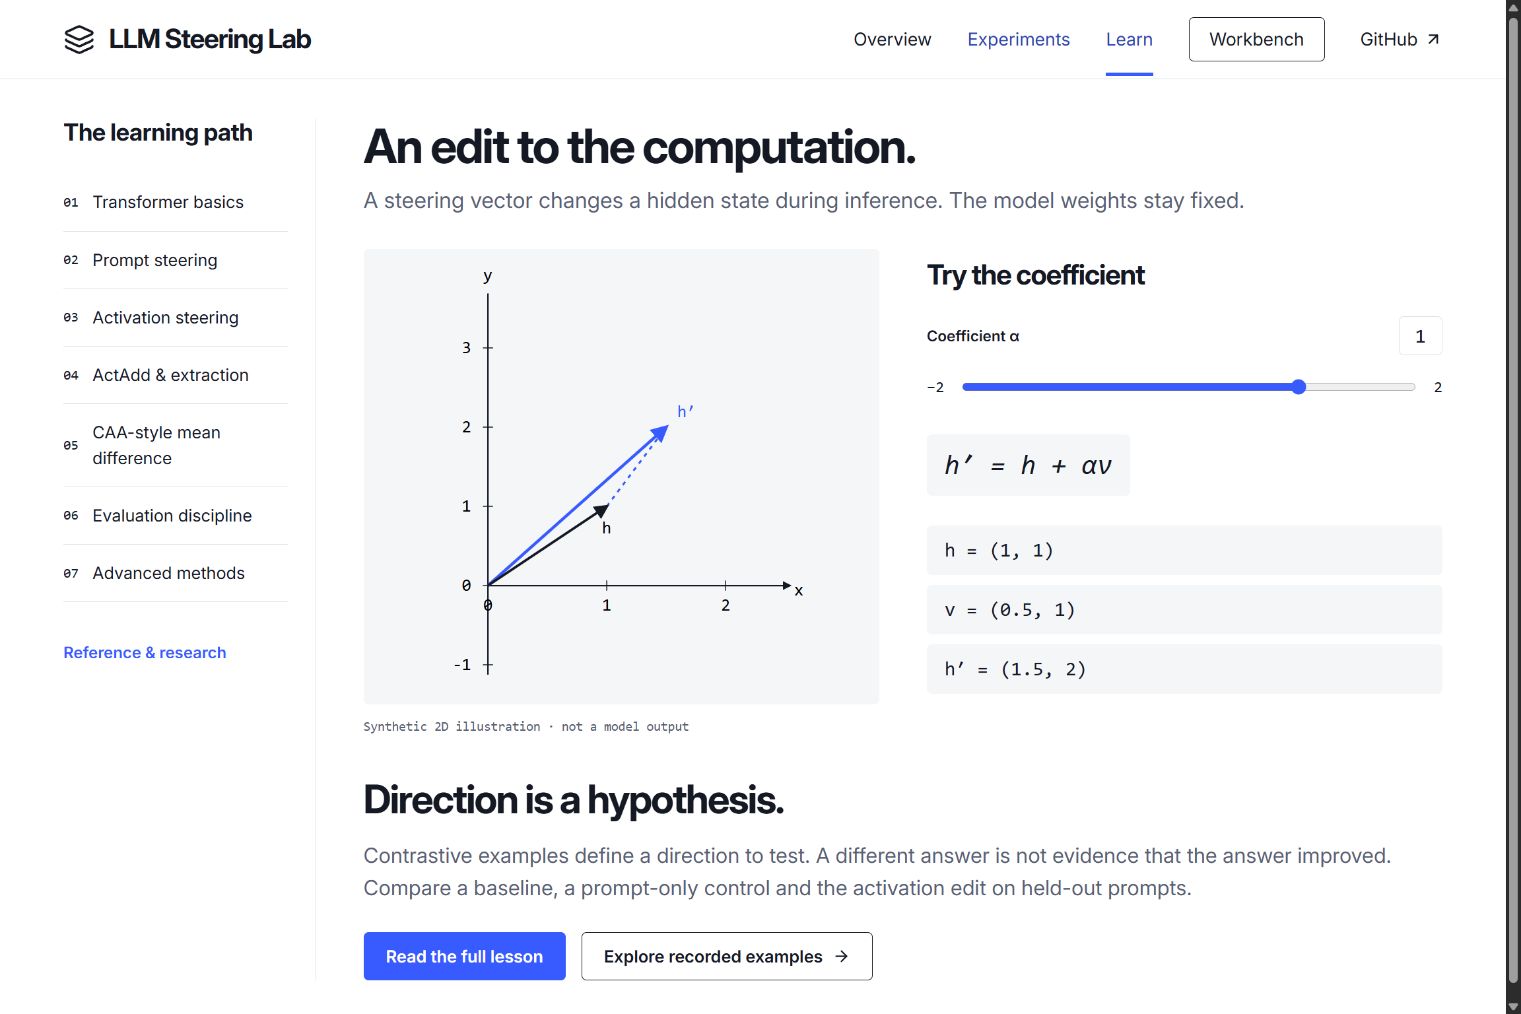 LLM Steering Lab
Overview
Experiments
Learn
Workbench
GitHub ↗
The learning path
01 Transformer basics
02 Prompt steering
03 Activation steering
04 ActAdd & extraction
05 CAA-style mean
difference
06 Evaluation discipline
07 Advanced methods
Reference & research
An edit to the computation.
A steering vector changes a hidden state during inference. The model weights stay fixed.
y
3
2
1
0
-1
0
1
2
x
h′
h
Synthetic 2D illustration · not a model output
Try the coefficient
Coefficient α
1
−2
2
h′ = h + αv
h = (1, 1)
v = (0.5, 1)
h′ = (1.5, 2)
Direction is a hypothesis.
Contrastive examples define a direction to test. A different answer is not evidence that the answer improved.
Compare a baseline, a prompt-only control and the activation edit on held-out prompts.
Read the full lesson
Explore recorded examples →